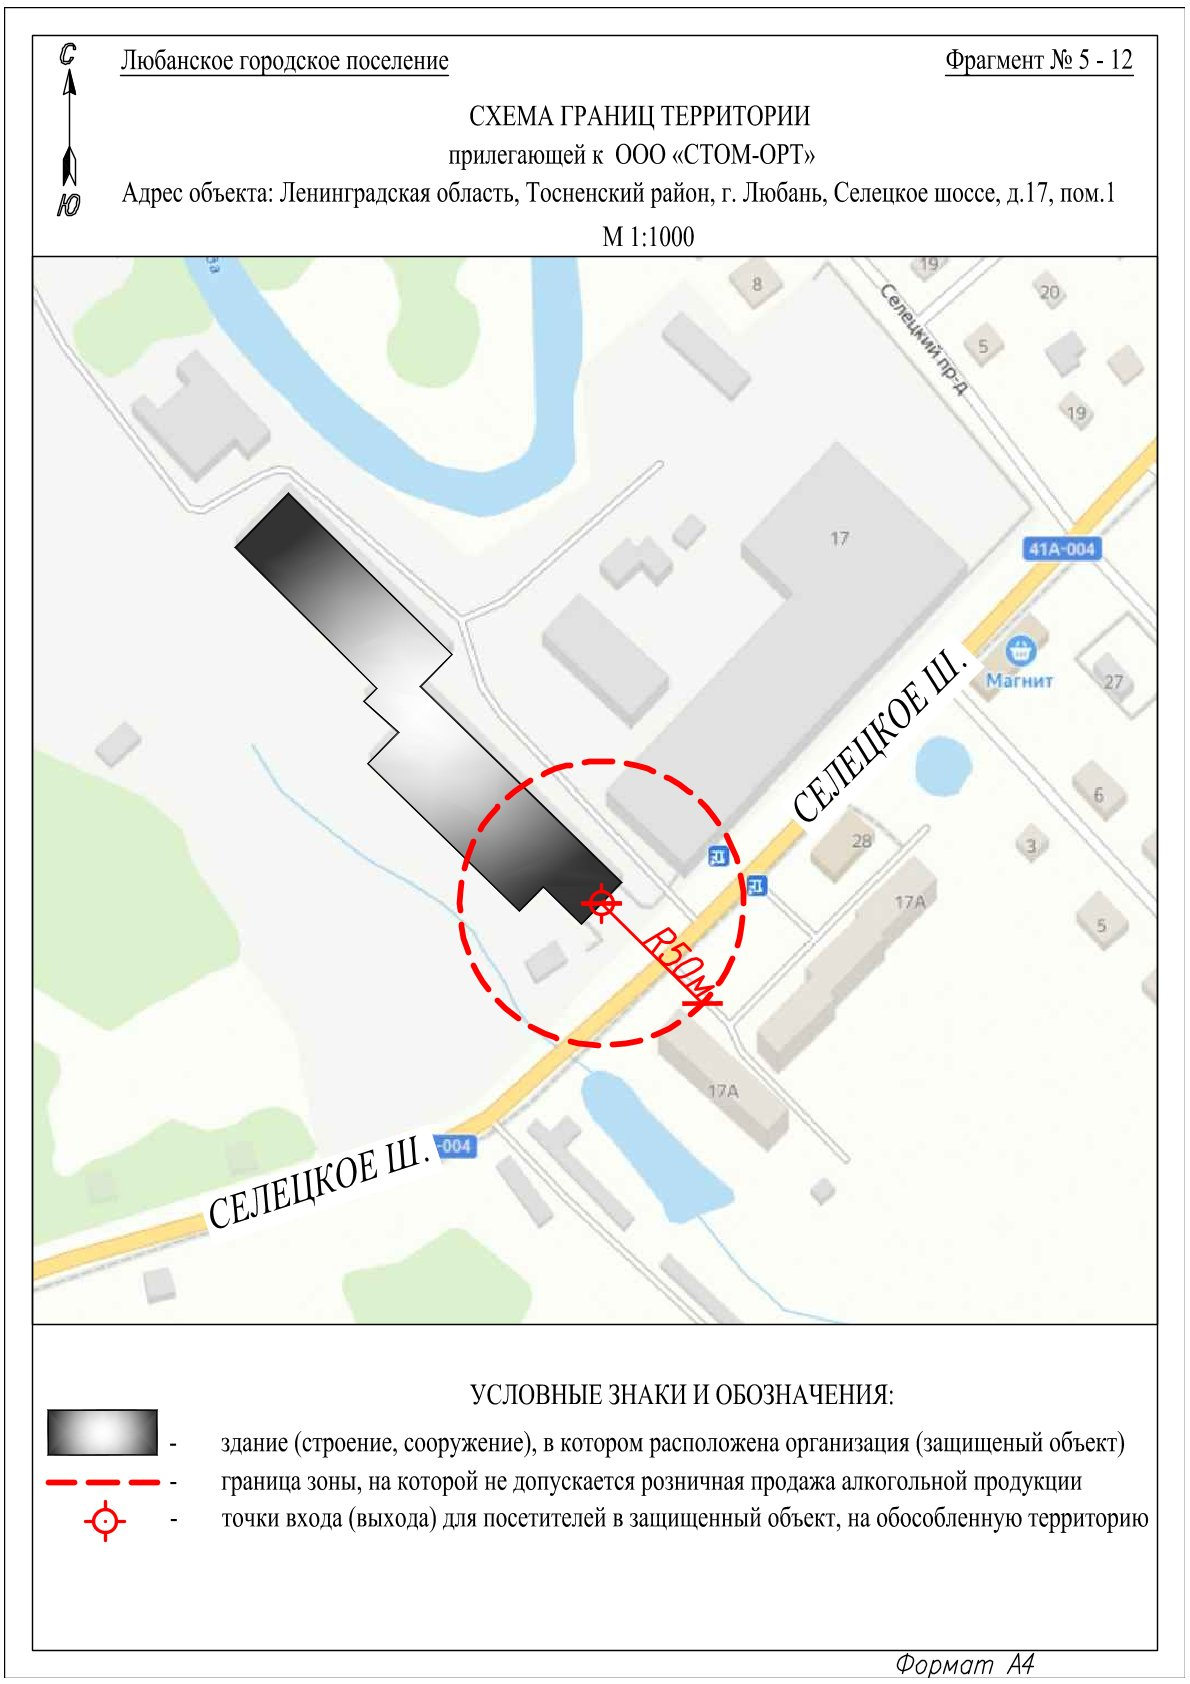 С
Ю
Любанское городское поселение
Фрагмент № 5 - 12
СХЕМА ГРАНИЦ ТЕРРИТОРИИ
прилегающей к ООО «СТОМ-ОРТ»
Адрес объекта: Ленинградская область, Тосненский район, г. Любань, Селецкое шоссе, д.17, пом.1
М 1:1000
8
19
20
Селецкий пр-д
5
19
17
41А-004
Магнит
27
СЕЛЕЦКОЕ Ш.
6
3
28
17А
5
R50м
17А
-004
СЕЛЕЦКОЕ Ш.
УСЛОВНЫЕ ЗНАКИ И ОБОЗНАЧЕНИЯ:
- здание (строение, сооружение), в котором расположена организация (защищеный объект)
- граница зоны, на которой не допускается розничная продажа алкогольной продукции
- точки входа (выхода) для посетителей в защищенный объект, на обособленную территорию
Формат А4